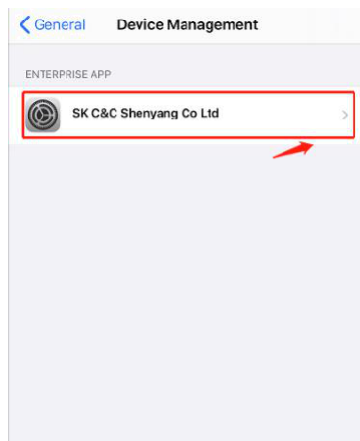 General Device Management
ENTERPRISE APP
SK C&C Shenyang Co Ltd